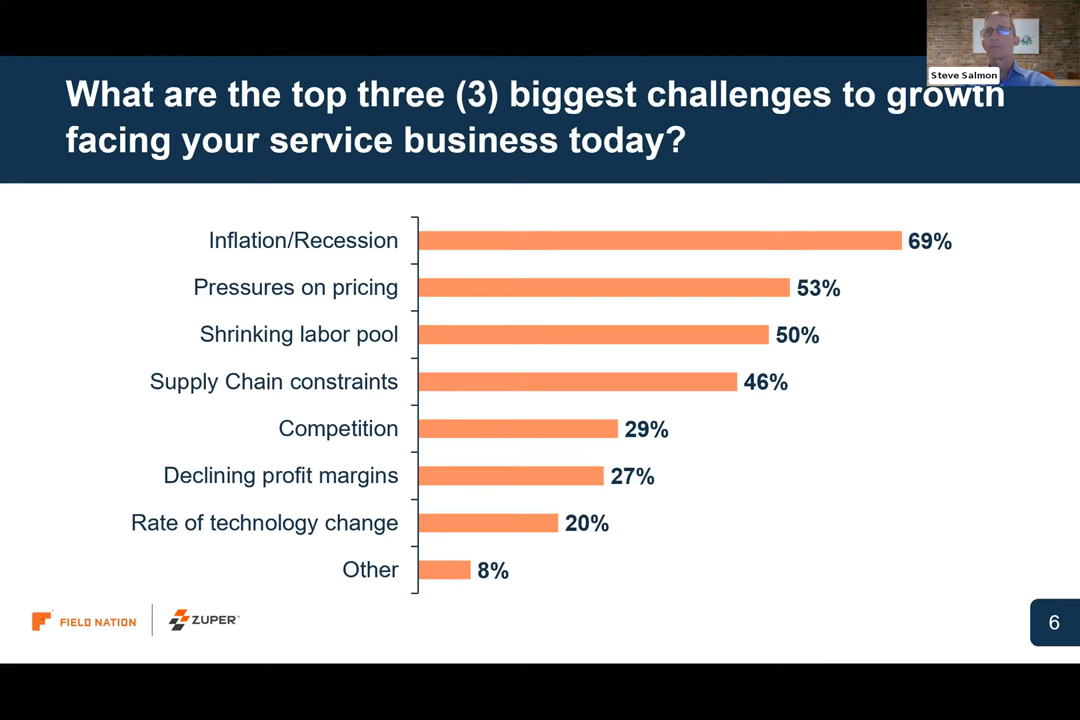 Steve Salmon
What are the top three (3) biggest challenges to growth
facing your service business today?
Inflation/Recession 69%
Pressures on pricing 53%
Shrinking labor pool 50%
Supply Chain constraints 46%
Competition 29%
Declining profit margins 27%
Rate of technology change 20%
Other 8%
FIELD NATION ZUPER™
6